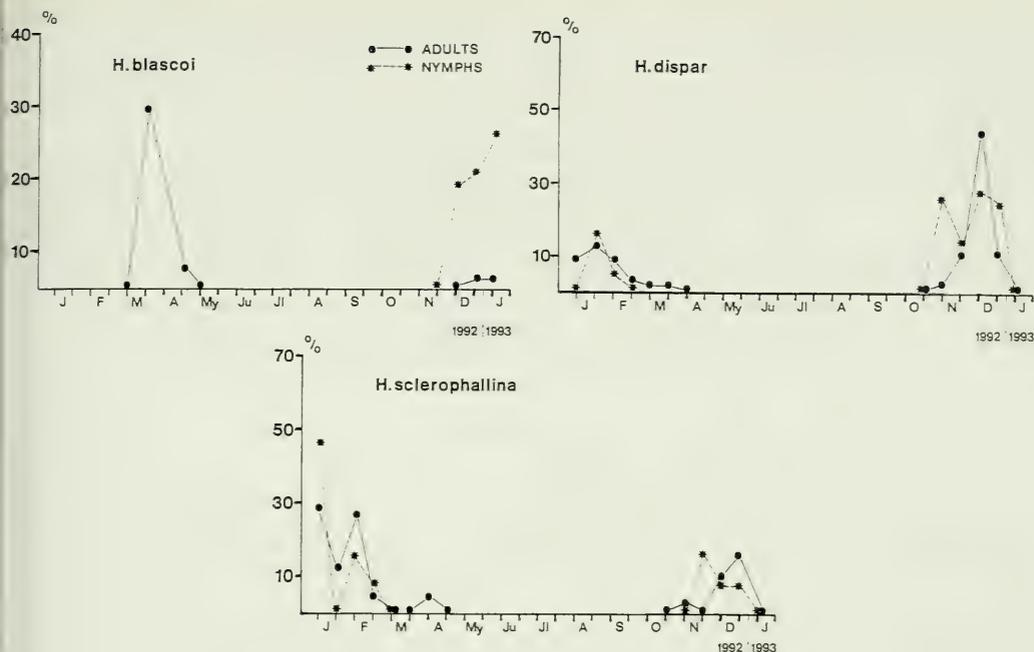 %
40
30
20
10
H.blascoi
ADULTS
NYMPHS
J F M A My Ju Jl A S O N D J
1992 1993
%
70
50
30
10
H.dispar
J F M A My Ju Jl A S O N D J
1992 1993
%
70
50
30
10
H.sclerophallina
J F M A My Ju Jl A S O N D J
1992 1993